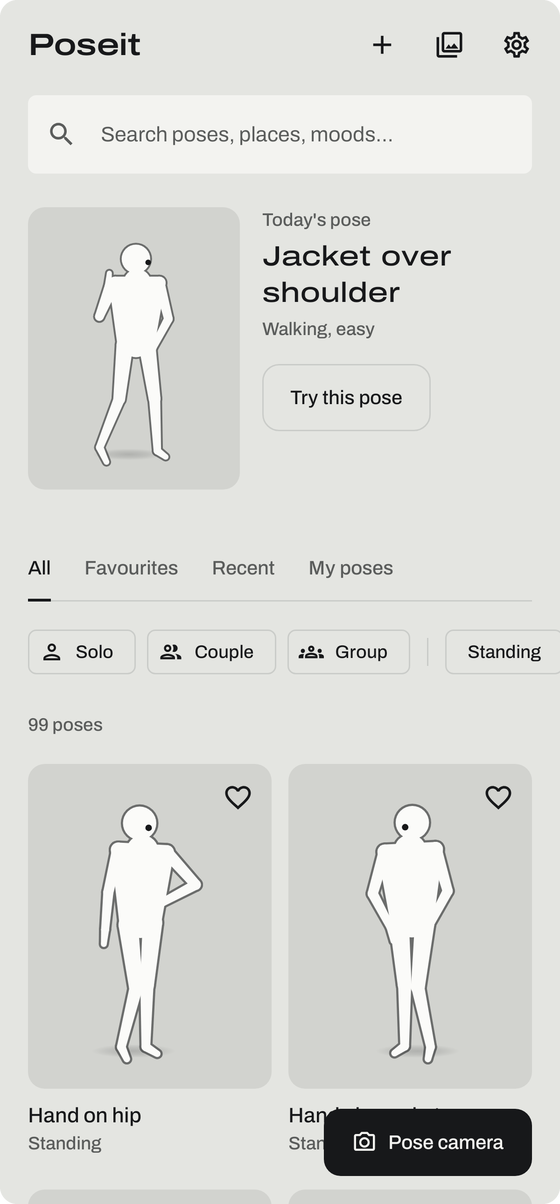 Poseit
Search poses, places, moods...
Today's pose
Jacket over
shoulder
Walking, easy
Try this pose
All Favourites Recent My poses
Solo Couple Group Standing
99 poses
Hand on hip
Standing
Pose camera